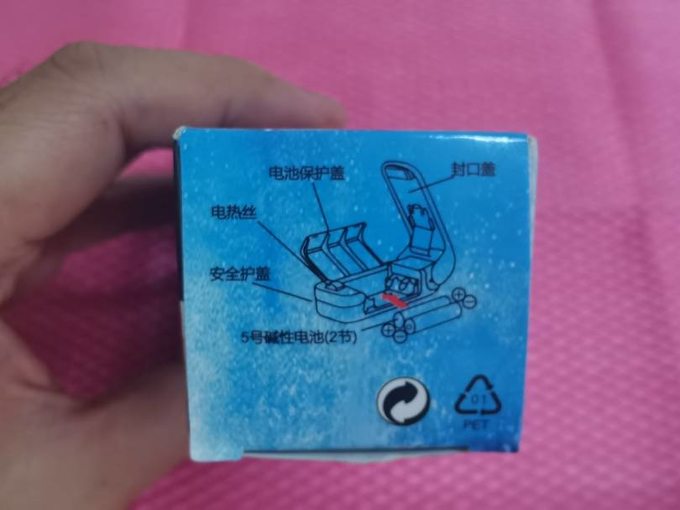 电池保护盖
封口盖
电热丝
安全护盖
5号碱性电池(2节)
01
PET